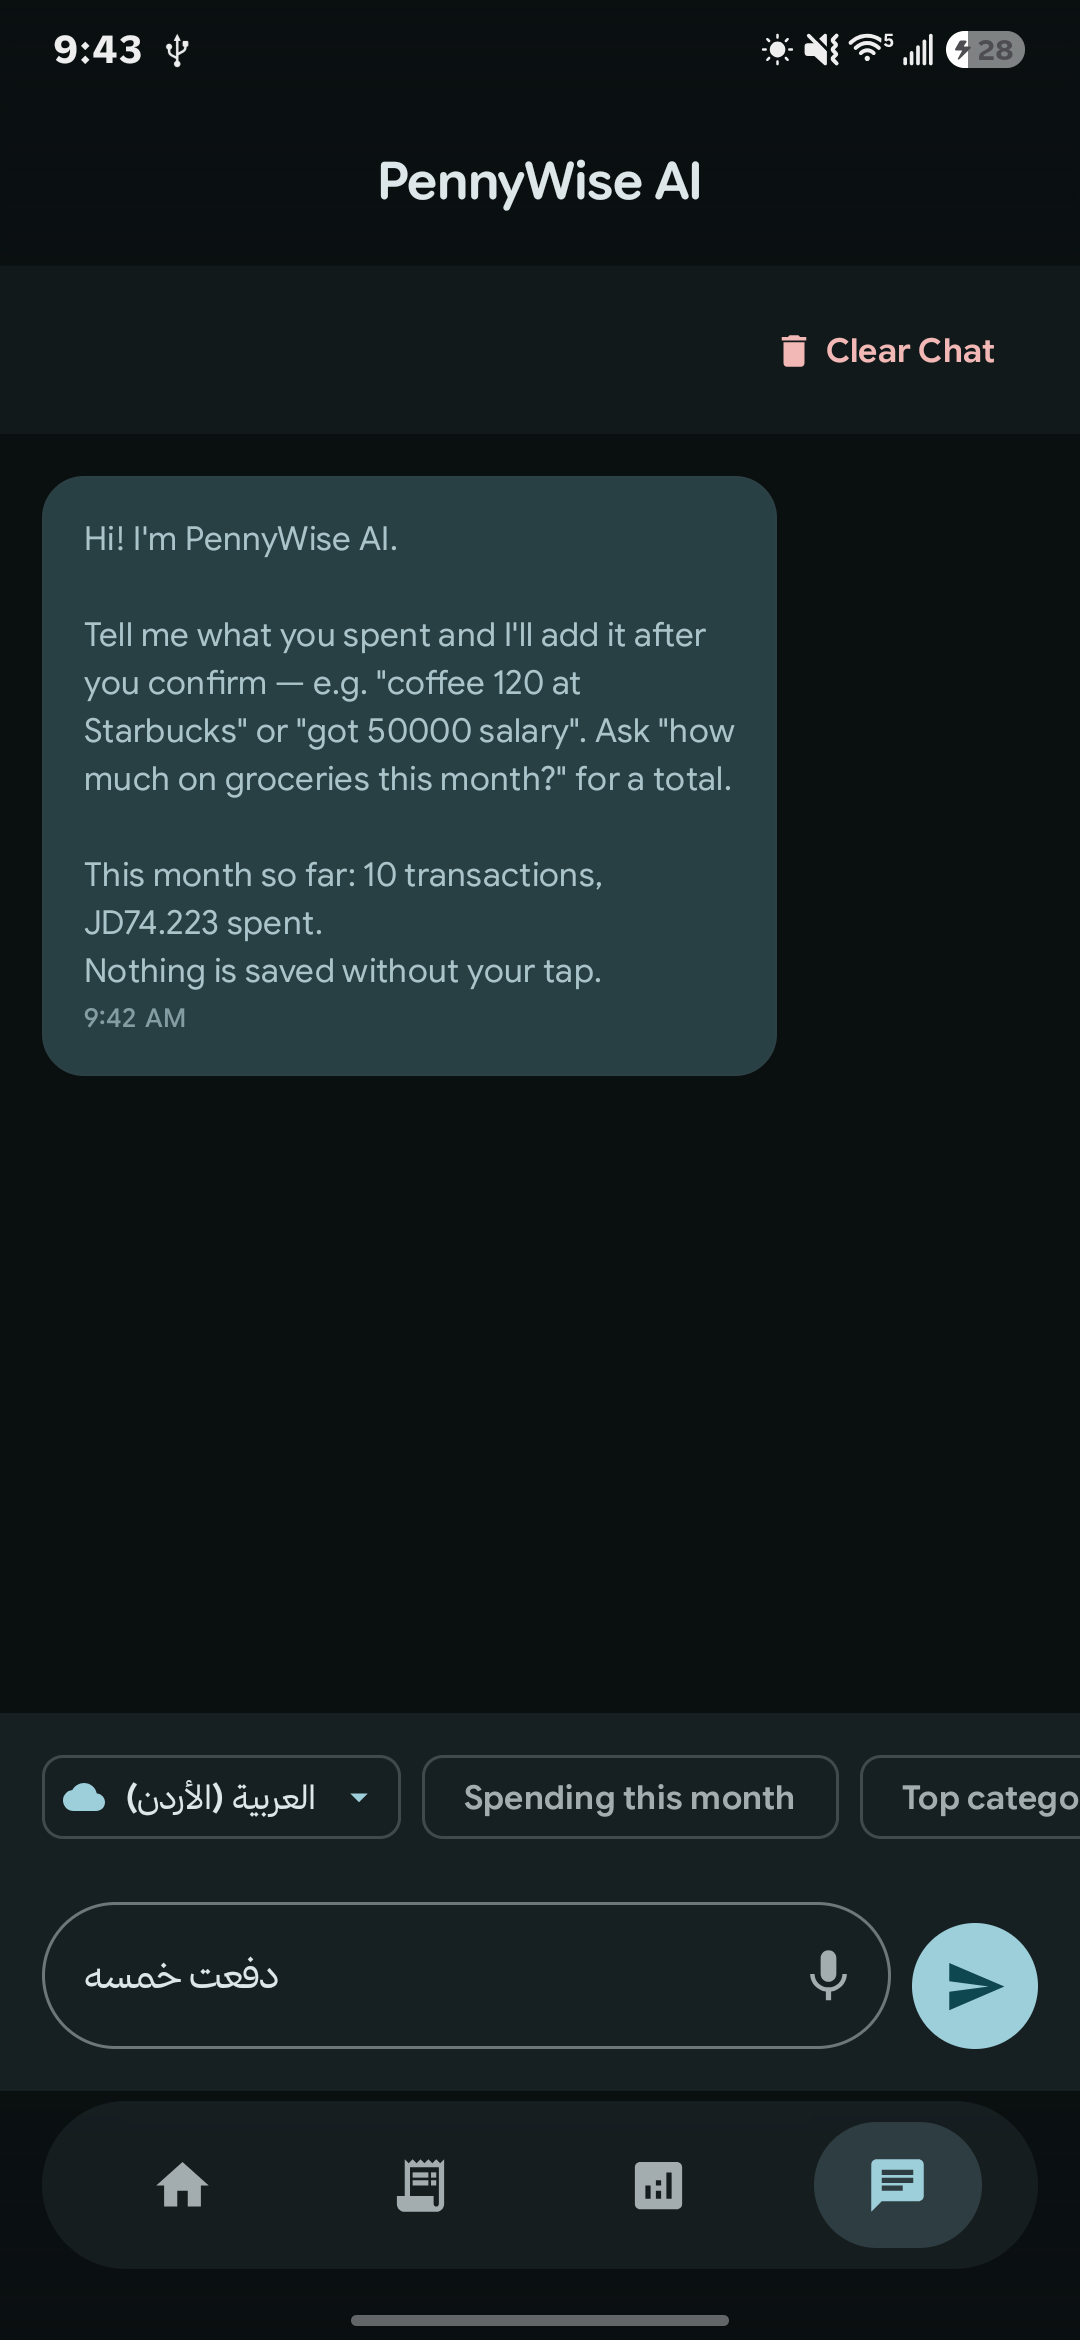 9:43
5
28
PennyWise AI
Clear Chat
Hi! I'm PennyWise AI.
Tell me what you spent and I'll add it after
you confirm — e.g. "coffee 120 at
Starbucks" or "got 50000 salary". Ask "how
much on groceries this month?" for a total.
This month so far: 10 transactions,
JD74.223 spent.
Nothing is saved without your tap.
9:42 AM
العربية (الأردن)
Spending this month
Top catego
دفعت خمسه